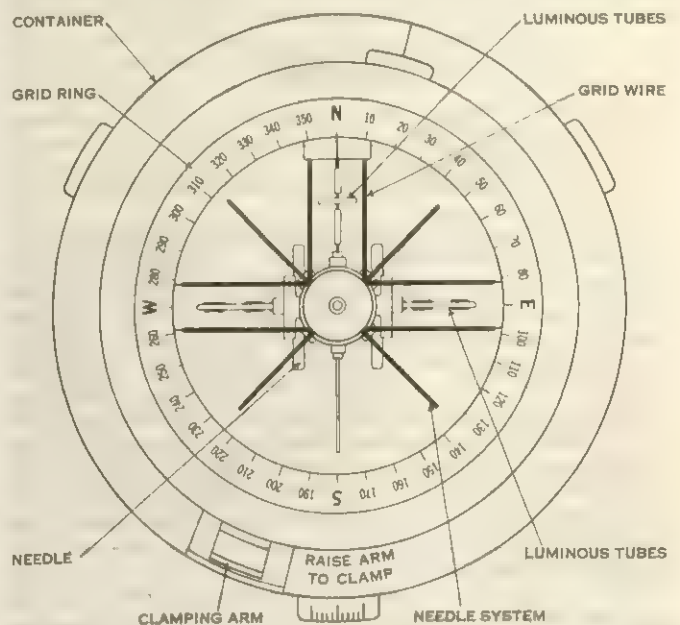 CONTAINER
LUMINOUS TUBES
GRID RING
GRID WIRE
N
10
20
30
40
50
60
70
80
E
100
110
120
130
140
150
160
170
S
190
200
210
220
230
240
250
260
W
280
290
300
310
320
330
340
350
NEEDLE
RAISE ARM
TO CLAMP
LUMINOUS TUBES
CLAMPING ARM
NEEDLE SYSTEM